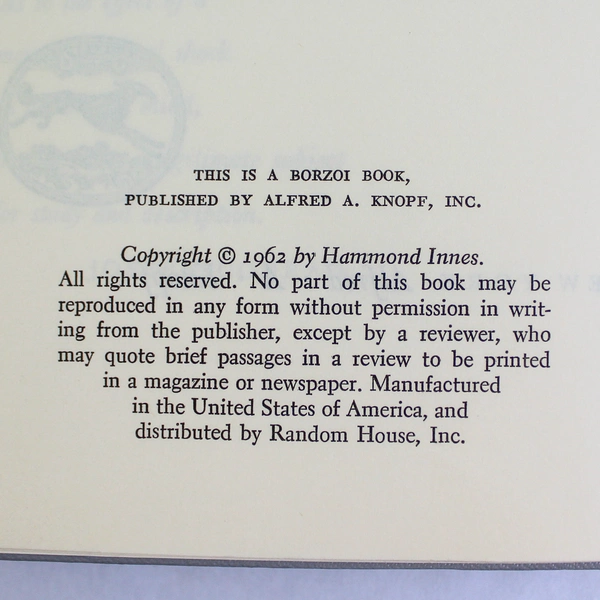 THIS IS A BORZOI BOOK,
PUBLISHED BY ALFRED A. KNOPF, INC.
Copyright © 1962 by Hammond Innes.
All rights reserved. No part of this book may be
reproduced in any form without permission in writ-
ing from the publisher, except by a reviewer, who
may quote brief passages in a review to be printed
in a magazine or newspaper. Manufactured
in the United States of America, and
distributed by Random House, Inc.